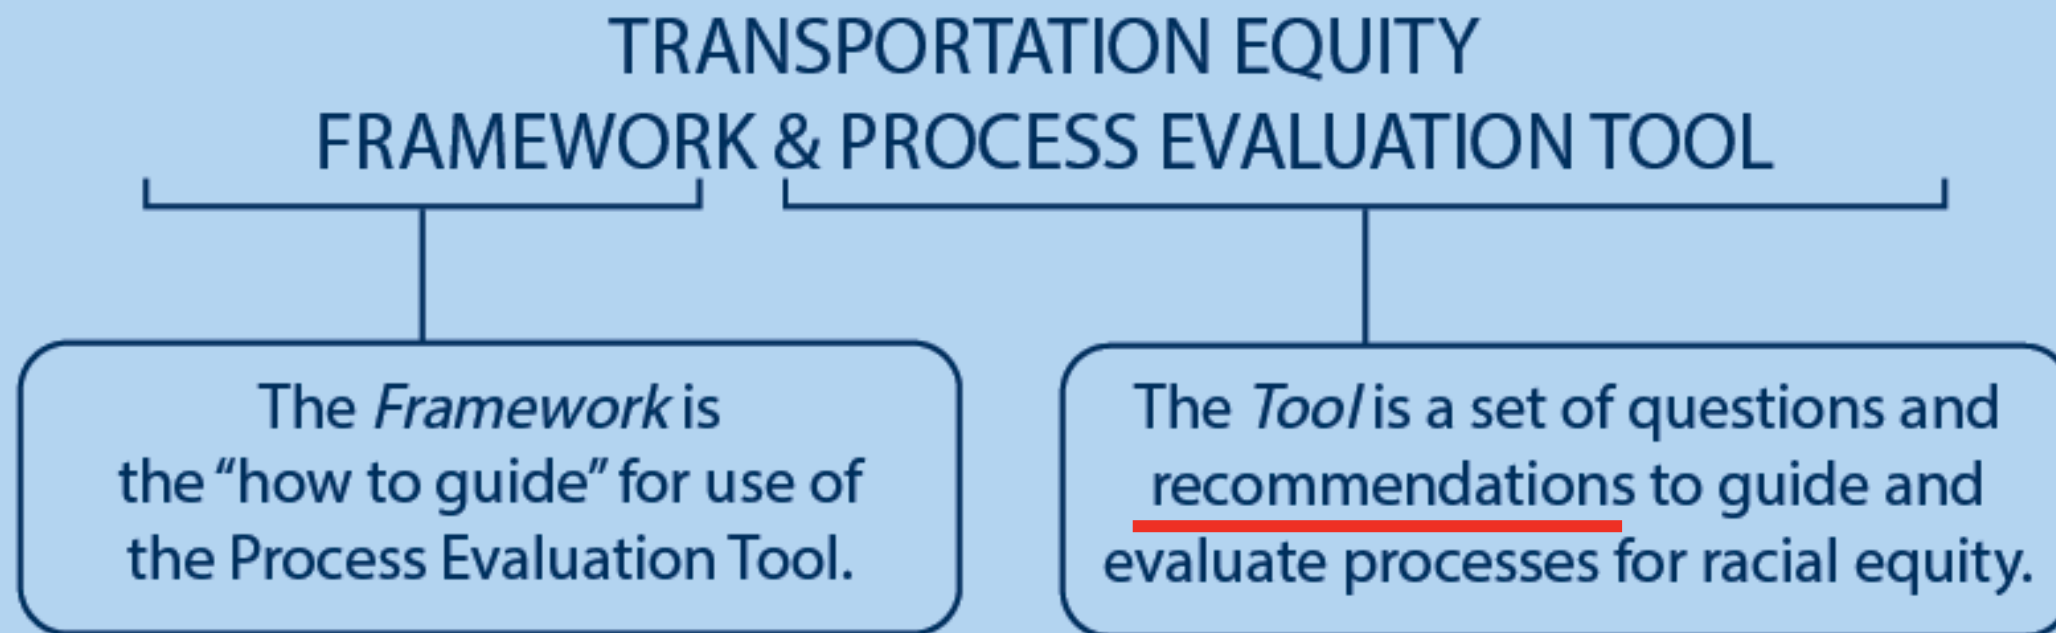 TRANSPORTATION EQUITY
FRAMEWORK & PROCESS EVALUATION TOOL
The Framework is
the “how to guide” for use of
the Process Evaluation Tool.
The Tool is a set of questions and
recommendations to guide and
evaluate processes for racial equity.